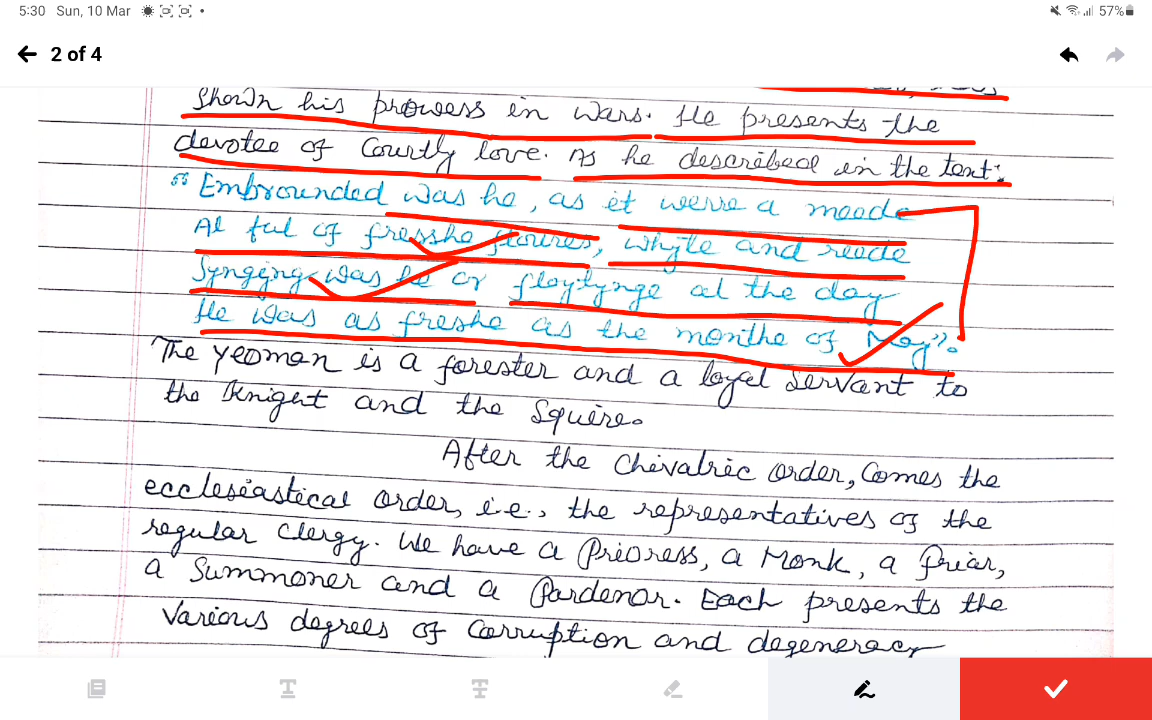 5:30 Sun, 10 Mar
57%
2 of 4
shown his prowess in wars. He presents the
devotee of Courtly love. As he described in the text:
"Embrounded was he, as it werre a meede
Al ful of fresshe floures, whyte and reede
Synging was he or floytynge al the day
He was as freshe as the monthe of May".
The yeoman is a forester and a loyal servant to
the Knight and the Squire.
After the Chivalric order, Comes the
ecclesiastical order, i.e., the representatives of the
regular Clergy. We have a Prioress, a Monk, a friar,
a Summoner and a Pardenor. Each presents the
Various degrees of Corruption and degeneracy